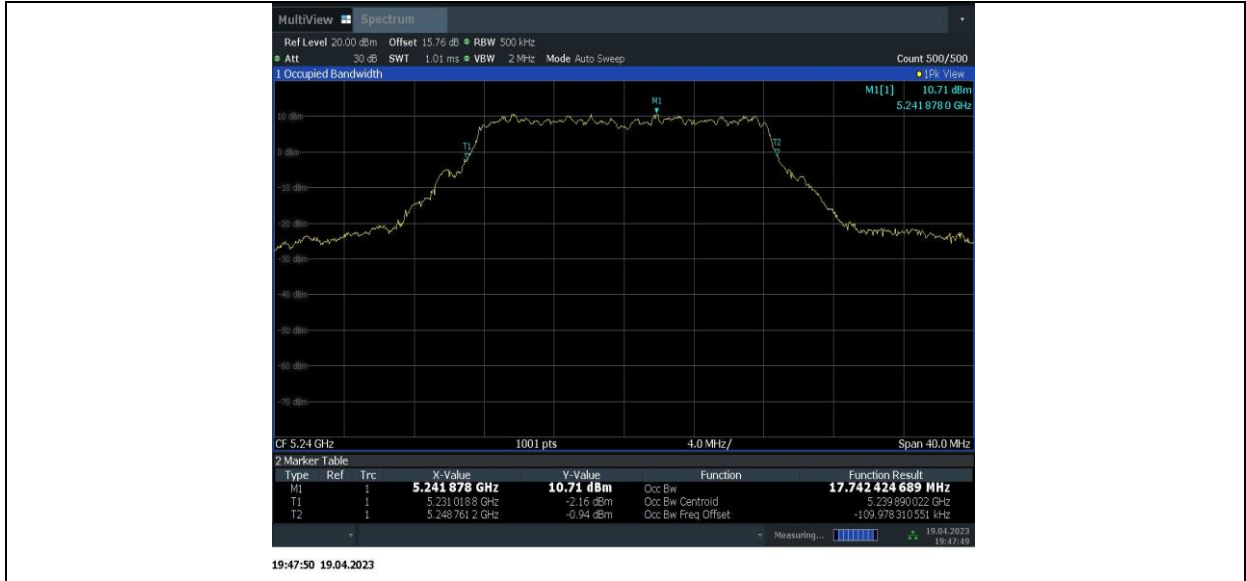 MultiView Spectrum
Ref Level 20.00 dBm Offset 15.76 dB RBW 500 kHz
Att 30 dB SWT 1.01 ms VBW 2 MHz Mode Auto Sweep Count 500/500
1 Occupied Bandwidth 1Pk View
M1[1] 10.71 dBm
5.241 878 0 GHz
M1
10 dBm
T1
T2
0 dBm
-10 dBm
-20 dBm
-30 dBm
-40 dBm
-50 dBm
-60 dBm
-70 dBm
CF 5.24 GHz 1001 pts 4.0 MHz/ Span 40.0 MHz
2 Marker Table
Type Ref Trc X-Value Y-Value Function Function Result
M1 1 5.241 878 GHz 10.71 dBm Occ Bw 17.742 424 689 MHz
T1 1 5.231 018 8 GHz -2.16 dBm Occ Bw Centroid 5.239 890 022 GHz
T2 1 5.248 761 2 GHz -0.94 dBm Occ Bw Freq Offset -109.978 310 551 kHz
Measuring... 19.04.2023
19:47:49
19:47:50 19.04.2023